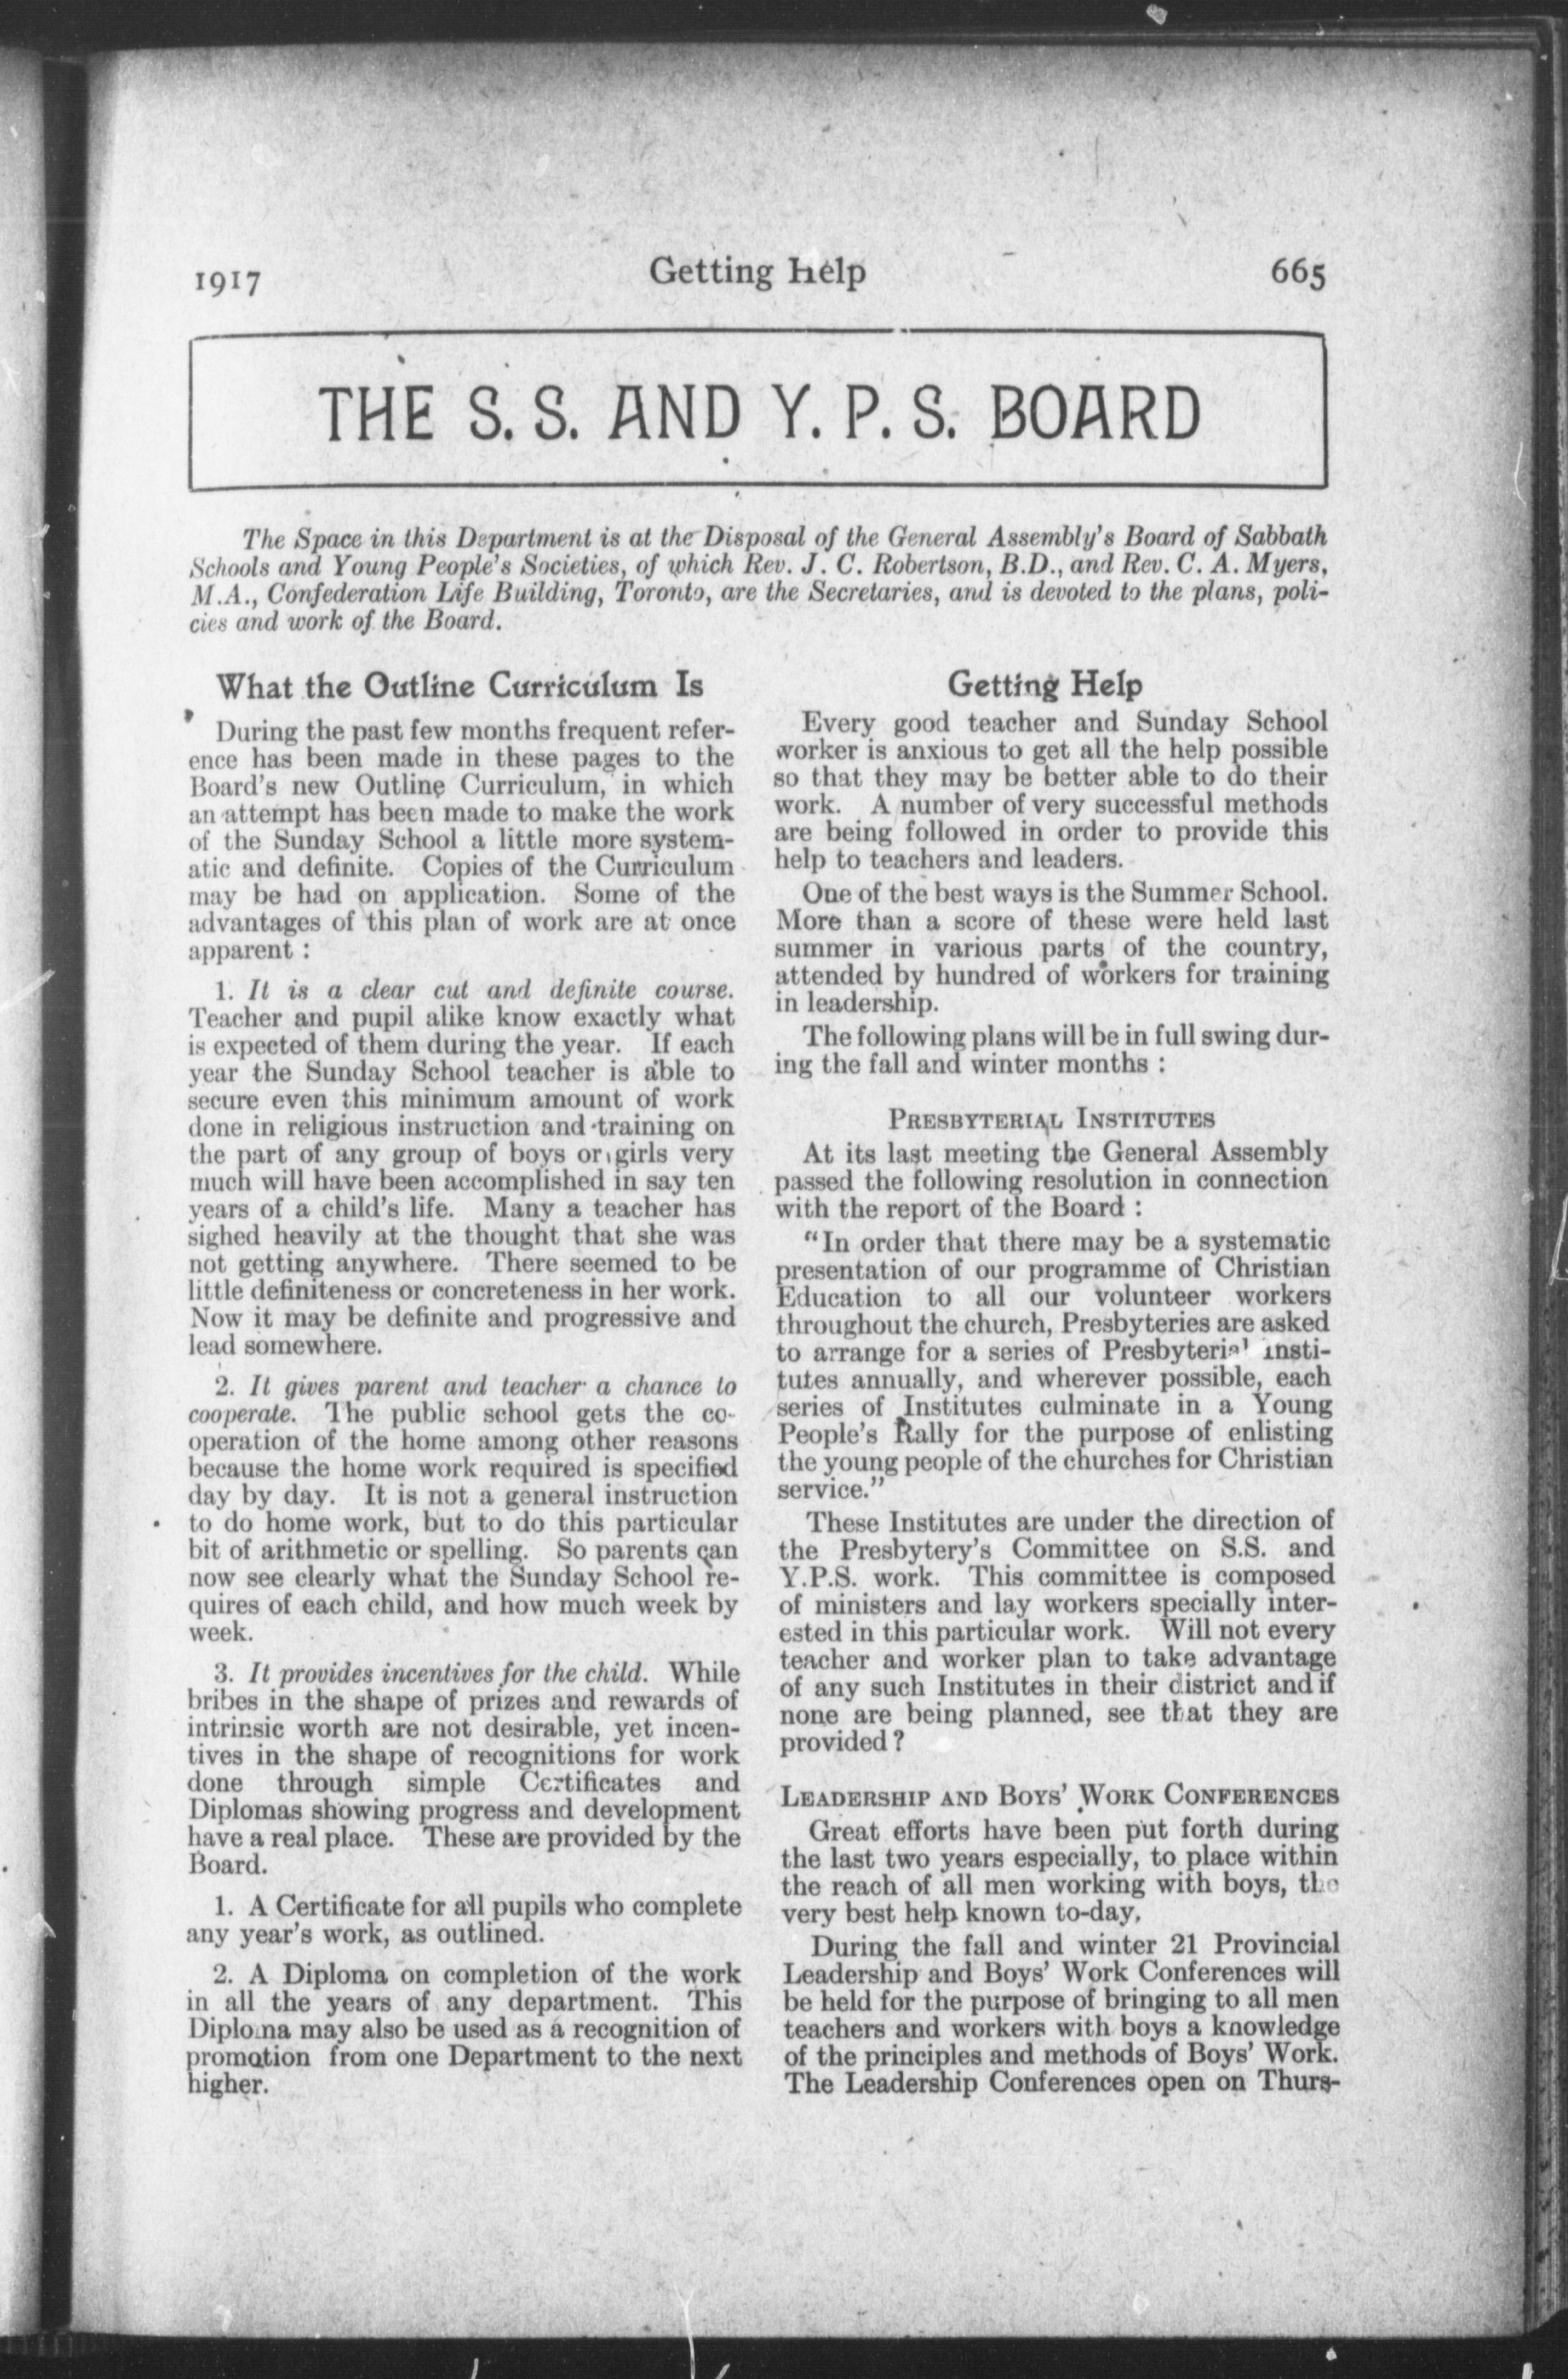 1917
Getting Help
665
THE S. S. AND Y. P. S. BOARD
The Space in this Department is at the Disposal of the General Assembly's Board of Sabbath
Schools and Young People's Societies, of which Rev. J. C. Robertson, B.D., and Rev. C. A. Myers,
M.A., Confederation Life Building, Toronto, are the Secretaries, and is devoted to the plans, poli-
cies and work of the Board.
What the Outline Curriculum Is
During the past few months frequent refer-
ence has been made in these pages to the
Board's new Outline Curriculum, in which
an attempt has been made to make the work
of the Sunday School a little more system-
atic and definite. Copies of the Curriculum
may be had on application. Some of the
advantages of this plan of work are at once
apparent :
1. It is a clear cut and definite course.
Teacher and pupil alike know exactly what
is expected of them during the year. If each
year the Sunday School teacher is able to
secure even this minimum amount of work
done in religious instruction and training on
the part of any group of boys or girls very
much will have been accomplished in say ten
years of a child's life. Many a teacher has
sighed heavily at the thought that she was
not getting anywhere. There seemed to be
little definiteness or concreteness in her work.
Now it may be definite and progressive and
lead somewhere.
2. It gives parent and teacher a chance to
cooperate. The public school gets the co-
operation of the home among other reasons
because the home work required is specified
day by day. It is not a general instruction
to do home work, but to do this particular
bit of arithmetic or spelling. So parents can
now see clearly what the Sunday School re-
quires of each child, and how much week by
week.
3. It provides incentives for the child. While
bribes in the shape of prizes and rewards of
intrinsic worth are not desirable, yet incen-
tives in the shape of recognitions for work
done through simple Certificates and
Diplomas showing progress and development
have a real place. These are provided by the
Board.
1. A Certificate for all pupils who complete
any year's work, as outlined.
2. A Diploma on completion of the work
in all the years of any department. This
Diploma may also be used as a recognition of
promotion from one Department to the next
higher.
Getting Help
Every good teacher and Sunday School
worker is anxious to get all the help possible
so that they may be better able to do their
work. A number of very successful methods
are being followed in order to provide this
help to teachers and leaders.
One of the best ways is the Summer School.
More than a score of these were held last
summer in various parts of the country,
attended by hundred of workers for training
in leadership.
The following plans will be in full swing dur-
ing the fall and winter months :
PRESBYTERIAL INSTITUTES
At its last meeting the General Assembly
passed the following resolution in connection
with the report of the Board :
"In order that there may be a systematic
presentation of our programme of Christian
Education to all our volunteer workers
throughout the church, Presbyteries are asked
to arrange for a series of Presbyterial insti-
tutes annually, and wherever possible, each
series of Institutes culminate in a Young
People's Rally for the purpose of enlisting
the young people of the churches for Christian
service."
These Institutes are under the direction of
the Presbytery's Committee on S.S. and
Y.P.S. work. This committee is composed
of ministers and lay workers specially inter-
ested in this particular work. Will not every
teacher and worker plan to take advantage
of any such Institutes in their district and if
none are being planned, see that they are
provided ?
LEADERSHIP AND BOYS' WORK CONFERENCES
Great efforts have been put forth during
the last two years especially, to place within
the reach of all men working with boys, the
very best help known to-day.
During the fall and winter 21 Provincial
Leadership and Boys' Work Conferences will
be held for the purpose of bringing to all men
teachers and workers with boys a knowledge
of the principles and methods of Boys' Work.
The Leadership Conferences open on Thurs-